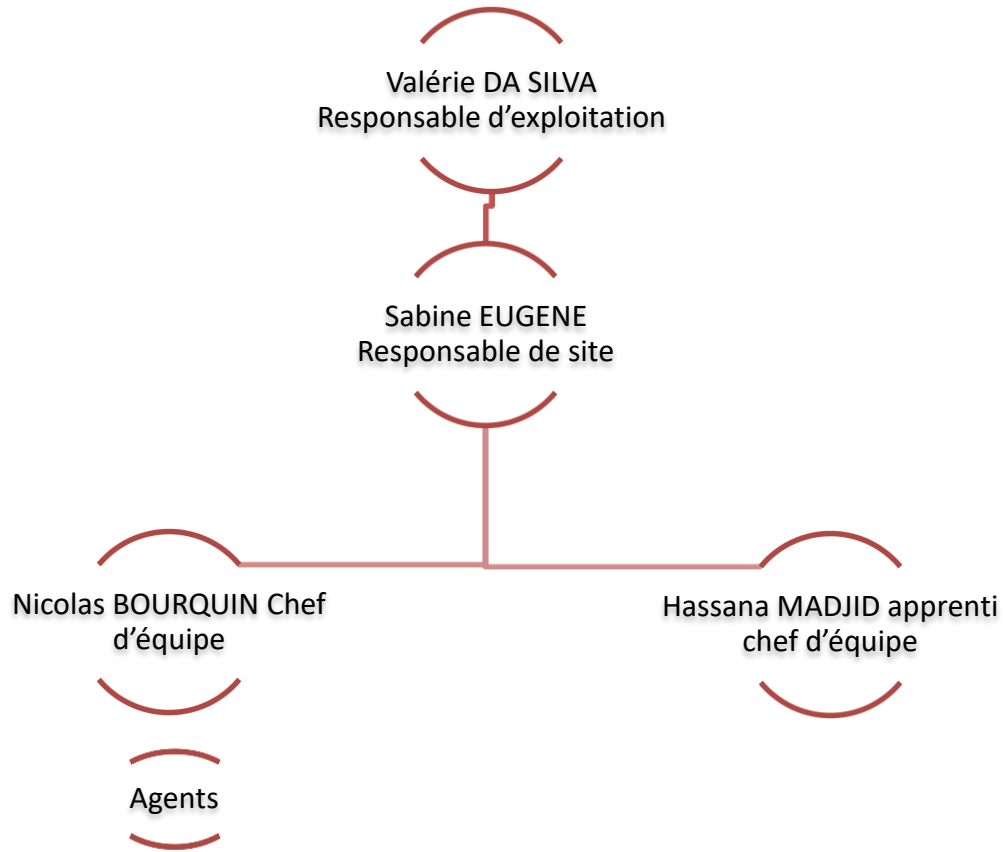 Valérie DA SILVA
Responsable d’exploitation
Sabine EUGENE
Responsable de site
Nicolas BOURQUIN Chef
d’équipe
Hassana MADJID apprenti
chef d’équipe
Agents